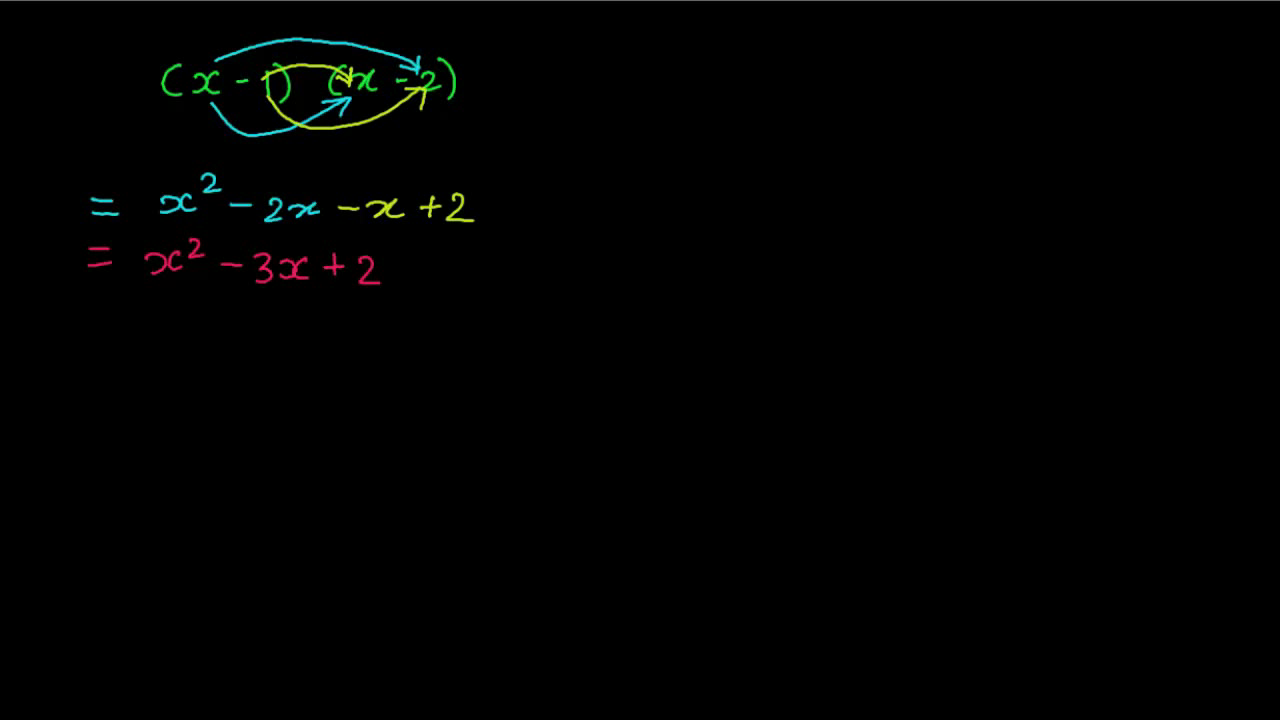 (x - 1) (x - 2)
= x² - 2x - x + 2
= x² - 3x + 2